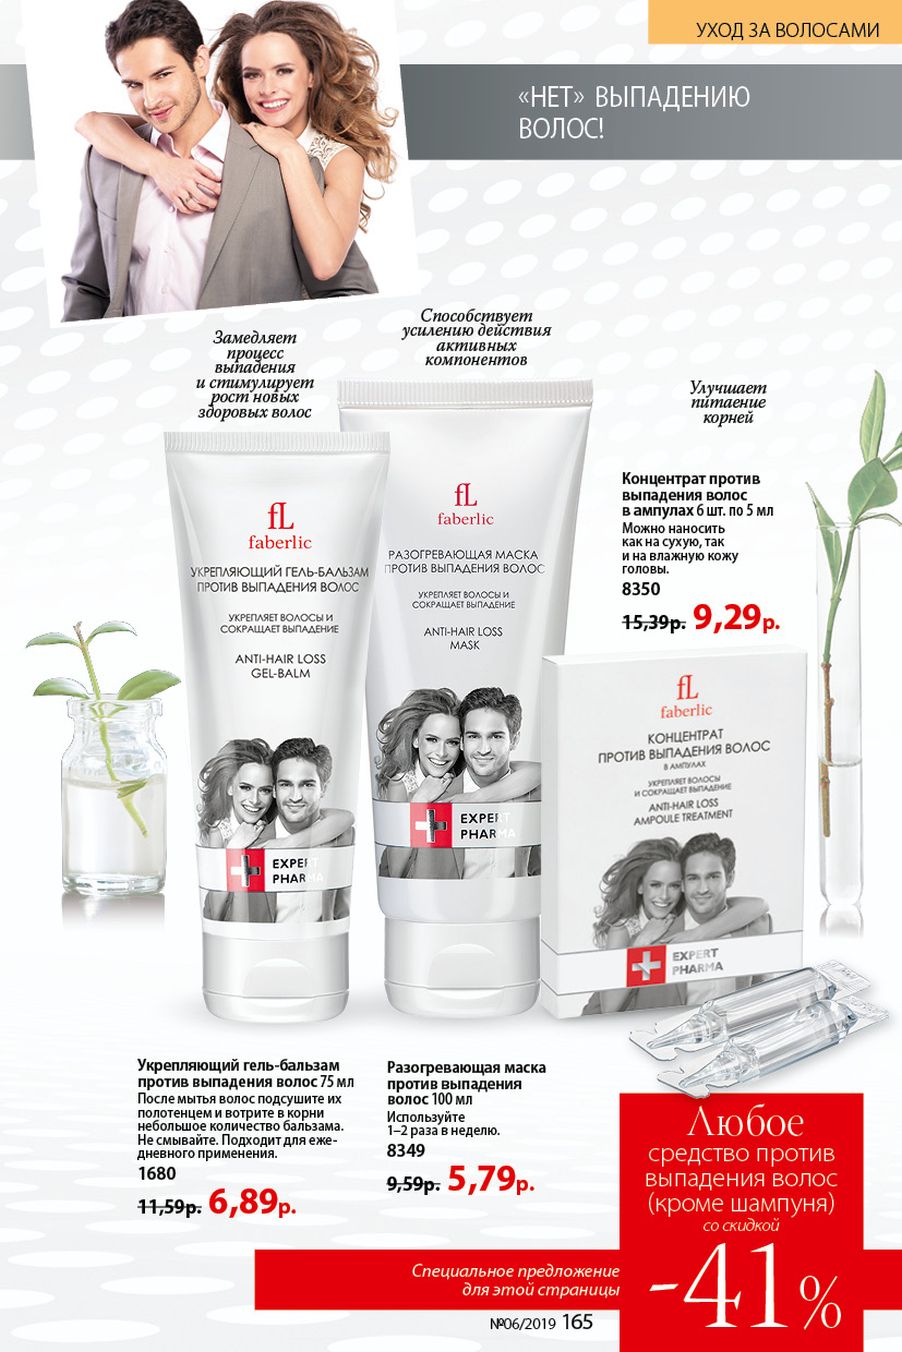 УХОД ЗА ВОЛОСАМИ
«НЕТ» ВЫПАДЕНИЮ
ВОЛОС!
Замедляет
процесс
выпадения
и стимулирует
рост новых
здоровых волос
Способствует
усилению действия
активных
компонентов
Улучшает
питаение
корней
Концентрат против
выпадения волос
в ампулах 6 шт. по 5 мл
Можно наносить
как на сухую, так
и на влажную кожу
головы.
8350
15,39р. 9,29р.
fL
faberlic
УКРЕПЛЯЮЩИЙ ГЕЛЬ-БАЛЬЗАМ
ПРОТИВ ВЫПАДЕНИЯ ВОЛОС
УКРЕПЛЯЕТ ВОЛОСЫ И
СОКРАЩАЕТ ВЫПАДЕНИЕ
ANTI-HAIR LOSS
GEL-BALM
EXPERT
PHARMA
fL
faberlic
РАЗОГРЕВАЮЩАЯ МАСКА
ПРОТИВ ВЫПАДЕНИЯ ВОЛОС
УКРЕПЛЯЕТ ВОЛОСЫ И
СОКРАЩАЕТ ВЫПАДЕНИЕ
ANTI-HAIR LOSS
MASK
EXPERT
PHARMA
fL
faberlic
КОНЦЕНТРАТ
ПРОТИВ ВЫПАДЕНИЯ ВОЛОС
В АМПУЛАХ
УКРЕПЛЯЕТ ВОЛОСЫ
И СОКРАЩАЕТ ВЫПАДЕНИЕ
ANTI-HAIR LOSS
AMPOULE TREATMENT
EXPERT
PHARMA
Укрепляющий гель-бальзам
против выпадения волос 75 мл
После мытья волос подсушите их
полотенцем и вотрите в корни
небольшое количество бальзама.
Не смывайте. Подходит для еже-
дневного применения.
1680
11,59р. 6,89р.
Разогревающая маска
против выпадения
волос 100 мл
Используйте
1–2 раза в неделю.
8349
9,59р. 5,79р.
Любое
средство против
выпадения волос
(кроме шампуня)
со скидкой
-41%
Специальное предложение
для этой страницы
№06/2019 165